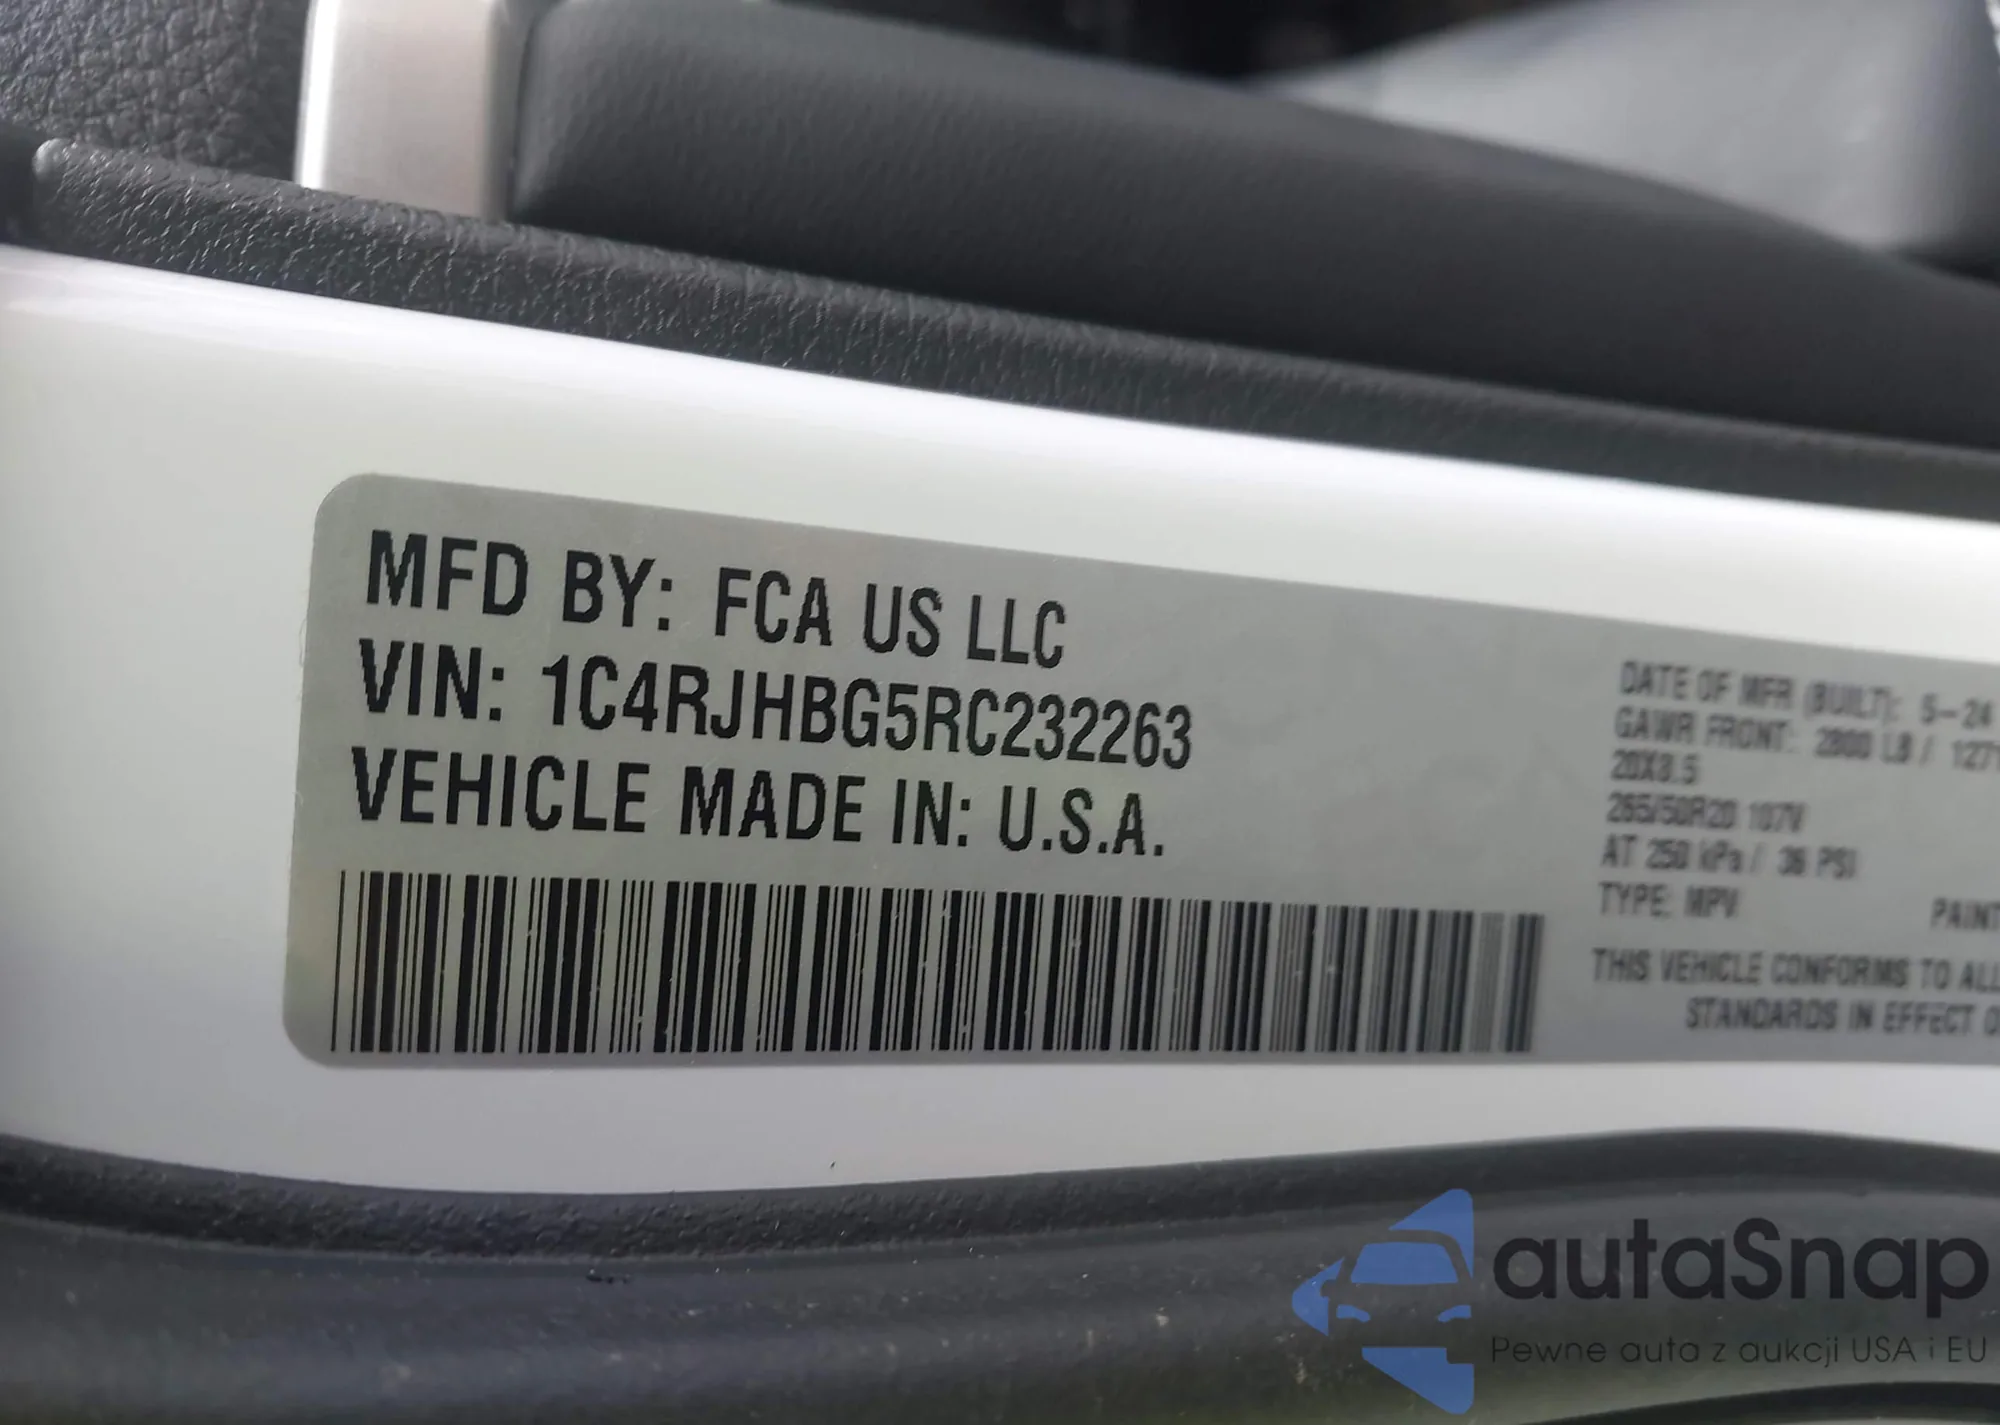 MFD BY: FCA US LLC
VIN: 1C4RJHBG5RC232263
VEHICLE MADE IN: U.S.A.
DATE OF MFR (BUILT): 5-24
GAWR FRONT: 2800 LB / 1271
20X8.5
265/50R20 107V
AT 250 kPa / 36 PSI
TYPE: MPV
PAINT
THIS VEHICLE CONFORMS TO ALL
STANDARDS IN EFFECT O
autaSnap
Pewne auta z aukcji USA i EU